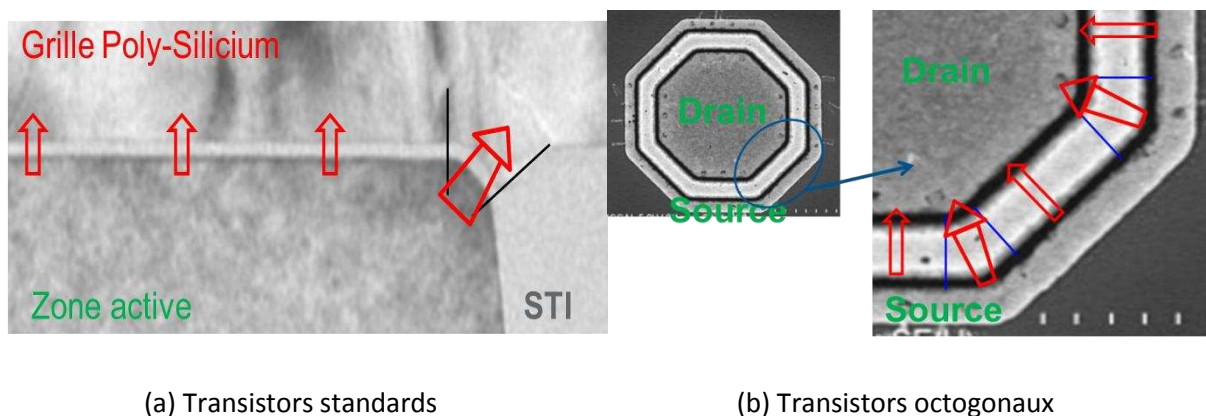 Grille Poly-Silicium
Zone active
STI
Drain
Source
Drain
Source
(a) Transistors standards
(b) Transistors octogonaux